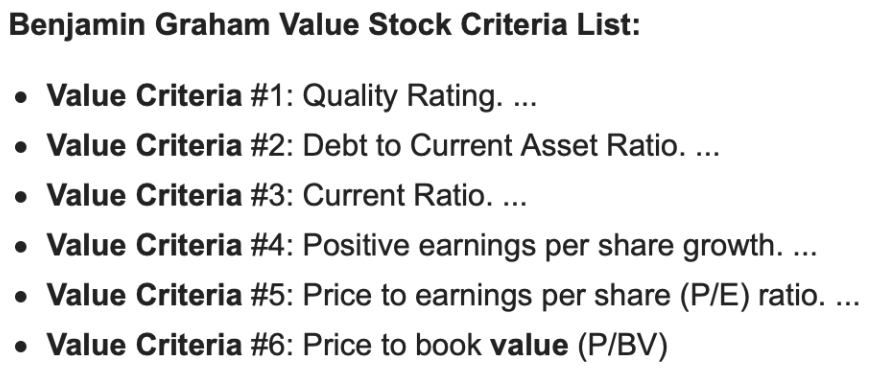 Benjamin Graham Value Stock Criteria List:
• Value Criteria #1: Quality Rating. ...
• Value Criteria #2: Debt to Current Asset Ratio. ...
• Value Criteria #3: Current Ratio. ...
• Value Criteria #4: Positive earnings per share growth. ...
• Value Criteria #5: Price to earnings per share (P/E) ratio. ...
• Value Criteria #6: Price to book value (P/BV)